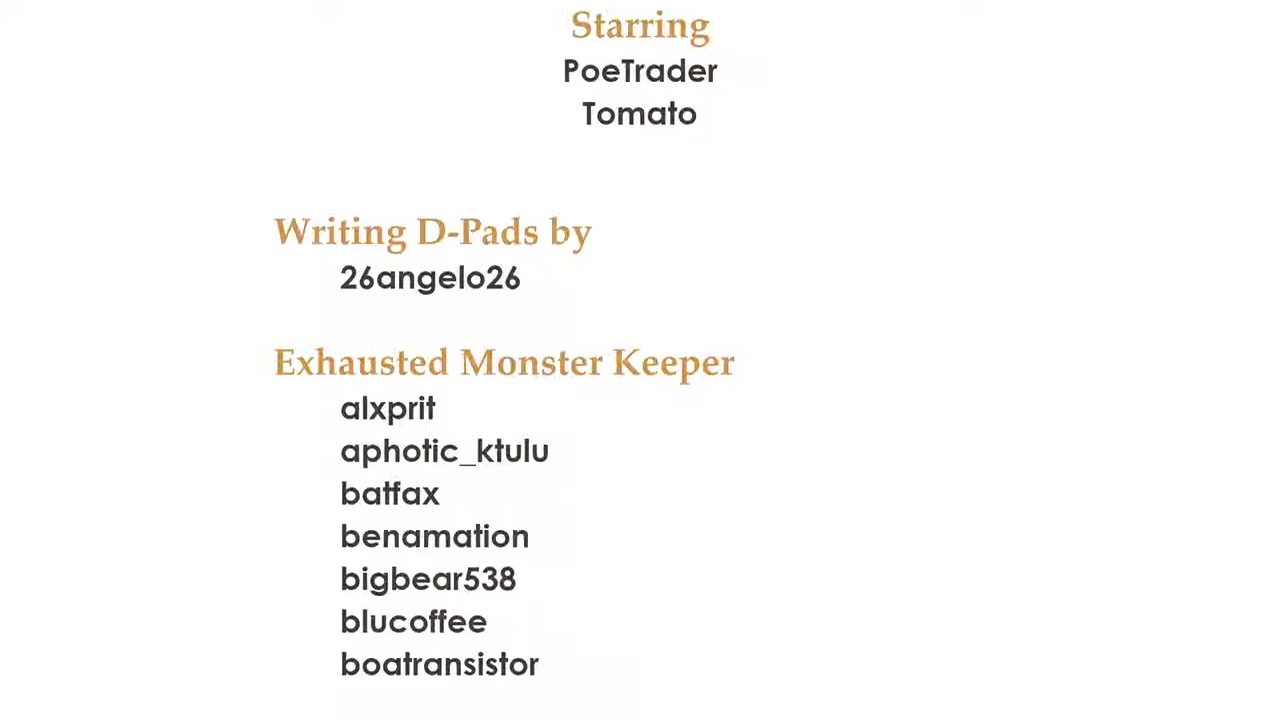 Starring
PoeTrader
Tomato
Writing D-Pads by
26angelo26
Exhausted Monster Keeper
alxprit
aphotic_ktulu
batfax
benamation
bigbear538
blucoffee
boatransistor